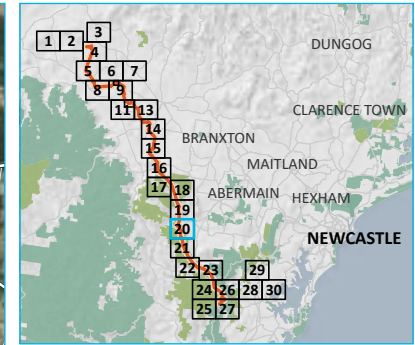 3
DUNGOG
1 2
4
5 6 7
8 9
CLARENCE TOWN
11 13
14
BRANXTON
15
MAITLAND
16
17 18
ABERMAIN
HEXHAM
19
20
NEWCASTLE
21
22 23
29
24 26 28 30
25 27